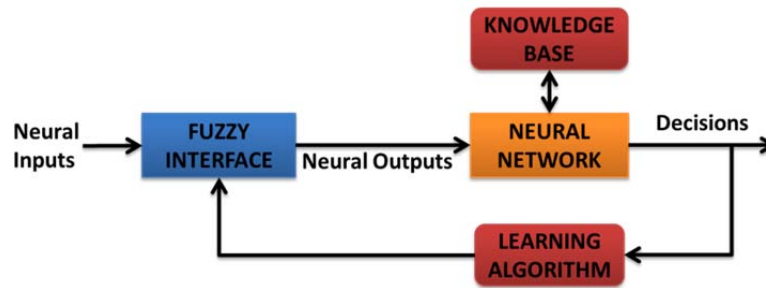 KNOWLEDGE
BASE
Neural
Inputs
FUZZY
INTERFACE
Neural Outputs
NEURAL
NETWORK
Decisions
LEARNING
ALGORITHM